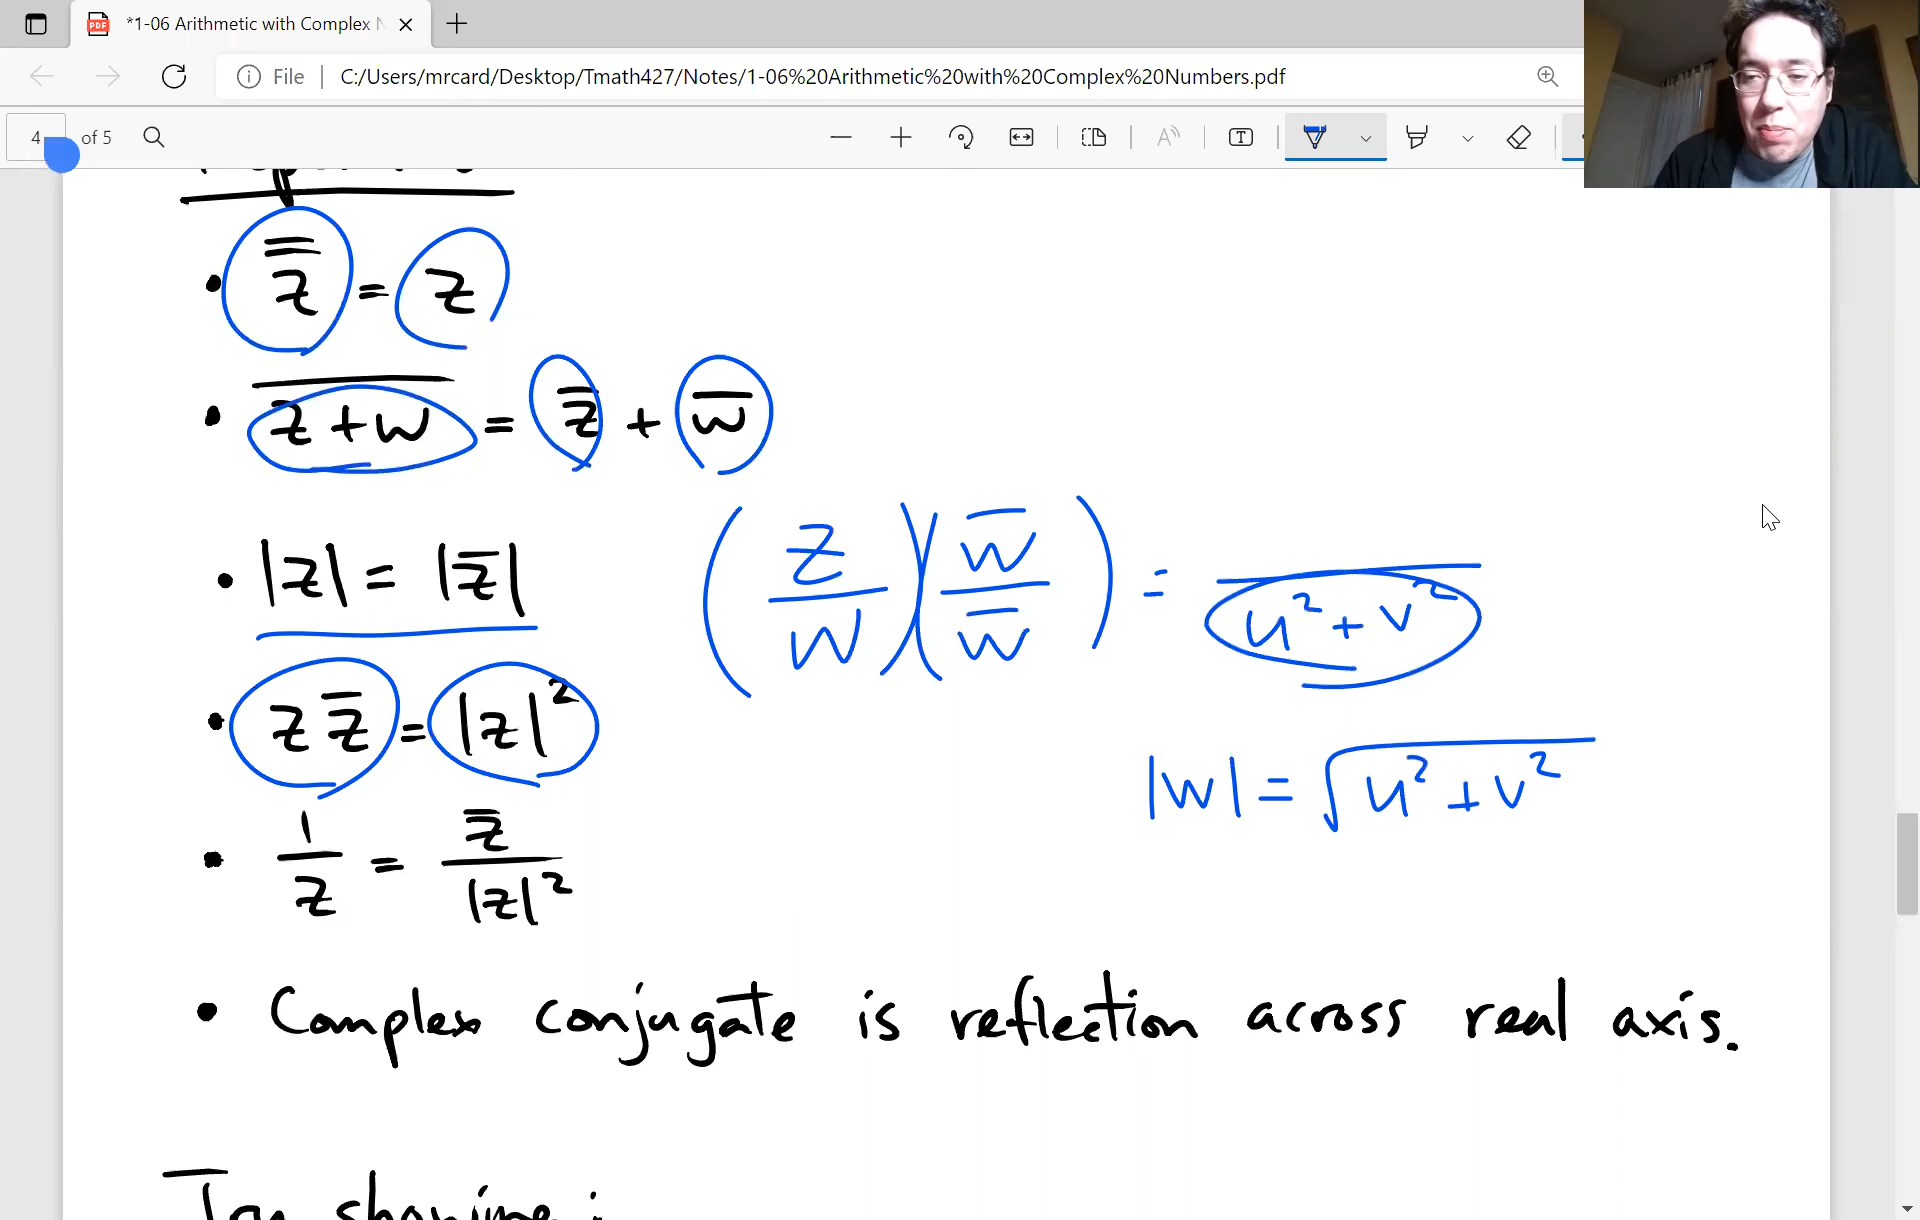 *1-06 Arithmetic with Complex N
File | C:/Users/mrcard/Desktop/Tmath427/Notes/1-06%20Arithmetic%20with%20Complex%20Numbers.pdf
4 of 5
• z̿ = z
• \overline{z + w} = z̅ + w̅
• |z| = |z̅|
(z/w)(w̅/w̅) = /(u² + v²)
• z z̅ = |z|²
|w| = √(u² + v²)
• 1/z = z̅/|z|²
• Complex conjugate is reflection across real axis.